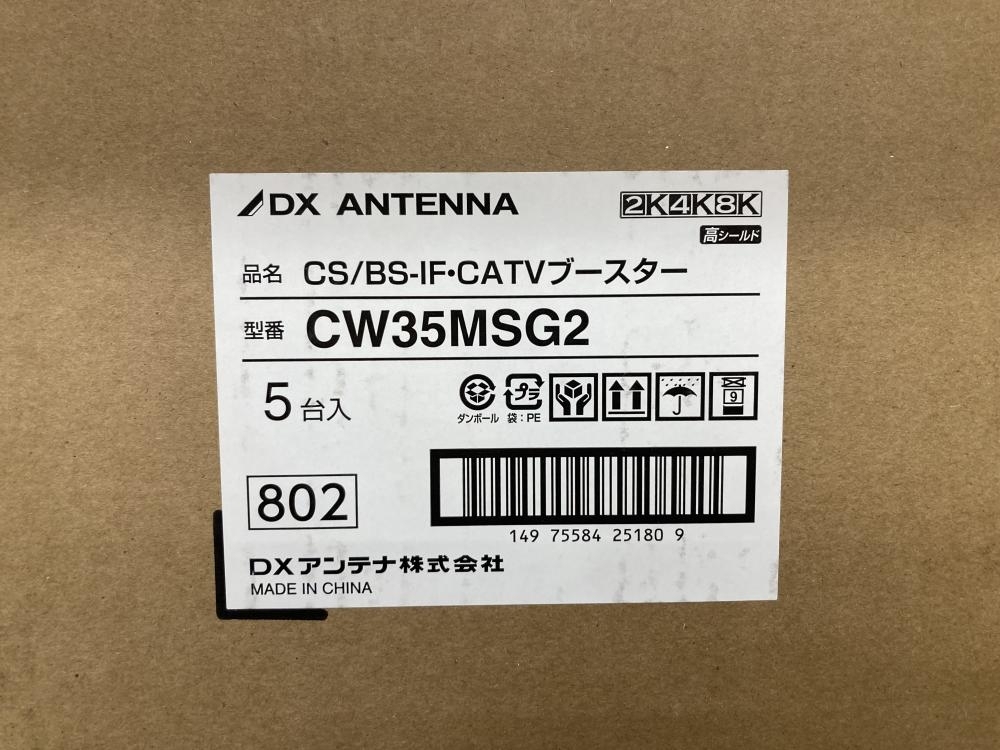 DX ANTENNA 2K4K8K
高シールド
品名 CS/BS-IF・CATVブースター
型番 CW35MSG2
5台入
プラ
9
ダンボール 袋:PE
802
149 75584 25180 9
DXアンテナ株式会社
MADE IN CHINA